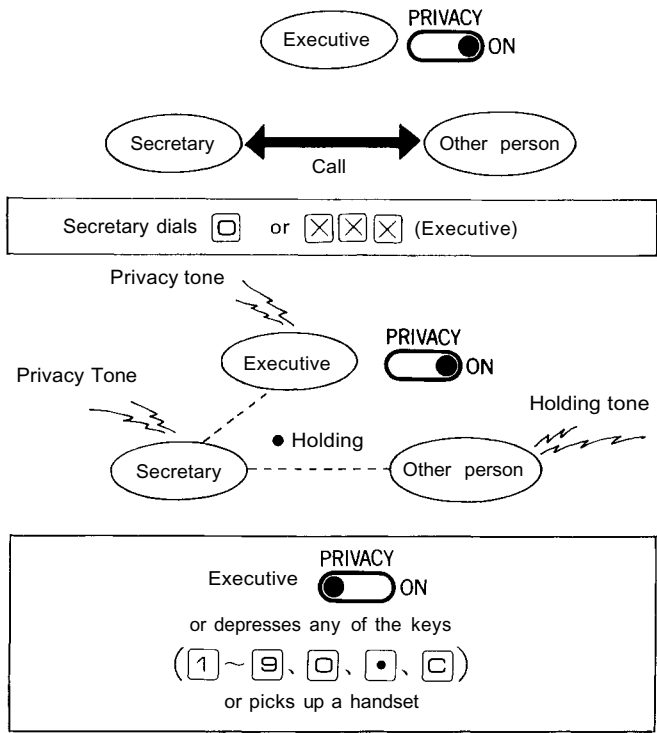 PRIVACY
Executive ON
Secretary Other person
Call
Secretary dials 0 or X X X (Executive)
Privacy tone
PRIVACY
Executive ON
Privacy Tone
Holding tone
● Holding
Secretary Other person
PRIVACY
Executive ON
or depresses any of the keys
(1~9、0、•、C)
or picks up a handset